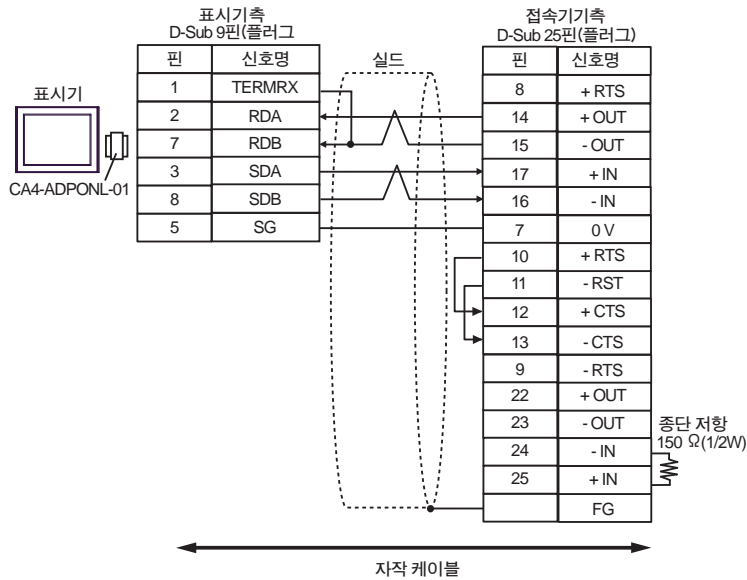 표시기측
D-Sub 9핀(플러그
접속기기측
D-Sub 25핀(플러그)
핀 신호명
1 TERMRX
2 RDA
7 RDB
3 SDA
8 SDB
5 SG
실드
표시기
CA4-ADPONL-01
핀 신호명
8 + RTS
14 + OUT
15 - OUT
17 + IN
16 - IN
7 0 V
10 + RTS
11 - RST
12 + CTS
13 - CTS
9 - RTS
22 + OUT
23 - OUT
24 - IN
25 + IN
FG
종단 저항
150 Ω(1/2W)
자작 케이블